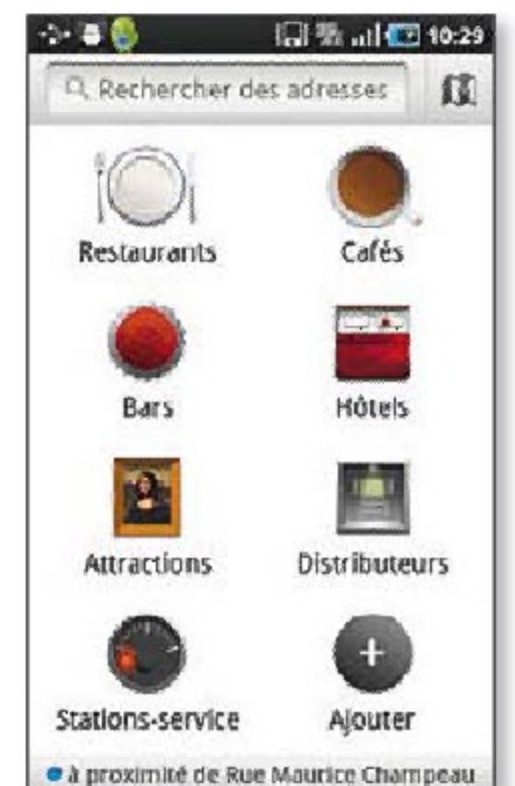 10:29
Rechercher des adresses
Restaurants Cafés
Bars Hôtels
Attractions Distributeurs
Stations-service Ajouter
à proximité de Rue Maurice Champeau